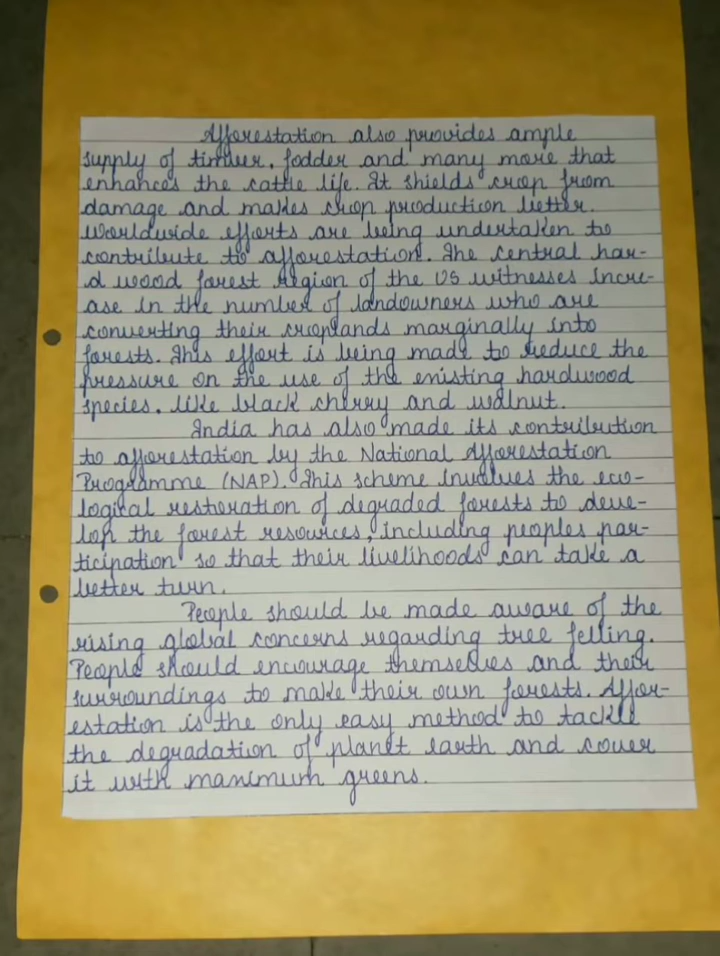 Afforestation also provides ample
supply of timber, fodder and many more that
enhances the cattle life. It shields crop from
damage and makes crop production better.
Worldwide efforts are being undertaken to
contribute to afforestation. The central har-
d wood forest region of the US witnesses incre-
ase in the number of landowners who are
converting their croplands marginally into
forests. This effort is being made to reduce the
pressure on the use of the existing hardwood
species, like black cherry and walnut.
India has also made its contribution
to afforestation by the National Afforestation
Programme (NAP). This scheme involves the eco-
logical restoration of degraded forests to deve-
lop the forest resources, including peoples par-
ticipation so that their livelihoods can take a
better turn.
People should be made aware of the
rising global concerns regarding tree felling.
People should encourage themselves and their
surroundings to make their own forests. Affor-
estation is the only easy method to tackle
the degradation of planet earth and cover
it with maximum greens.